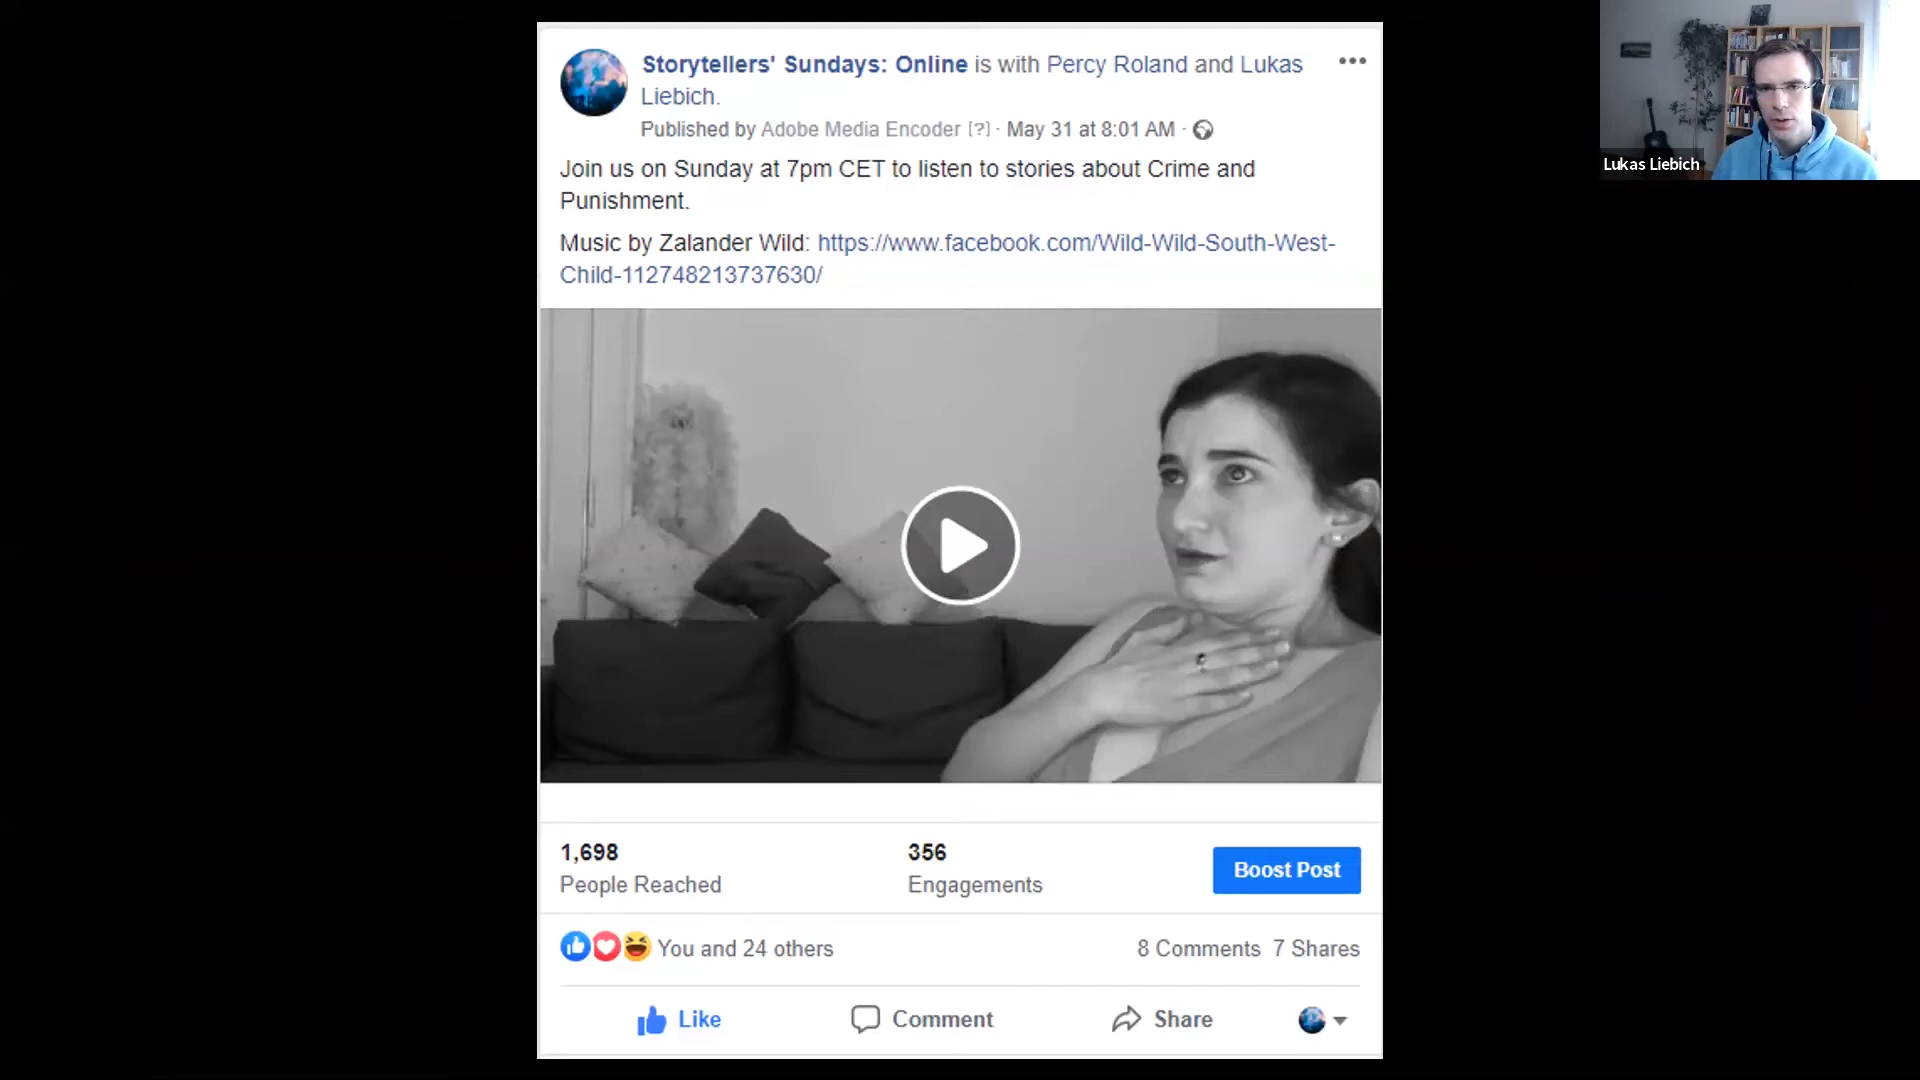 Storytellers' Sundays: Online is with Percy Roland and Lukas
Liebich.
Published by Adobe Media Encoder [?] · May 31 at 8:01 AM ·
Join us on Sunday at 7pm CET to listen to stories about Crime and
Punishment.
Music by Zalander Wild: https://www.facebook.com/Wild-Wild-South-West-
Child-112748213737630/
1,698
People Reached
356
Engagements
Boost Post
You and 24 others
8 Comments 7 Shares
Like
Comment
Share
Lukas Liebich